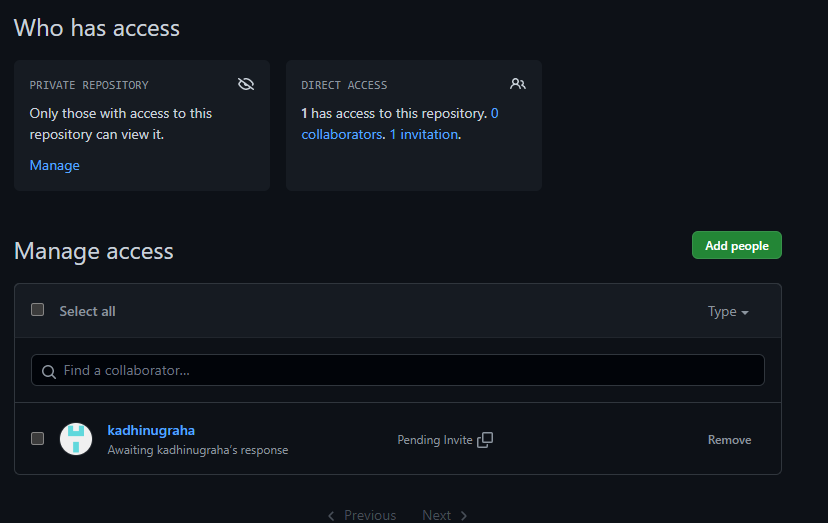 Who has access
PRIVATE REPOSITORY
Only those with access to this
repository can view it.
Manage
DIRECT ACCESS
1 has access to this repository. 0
collaborators. 1 invitation.
Manage access
Add people
Select all
Type
Find a collaborator...
kadhinugraha
Awaiting kadhinugraha's response
Pending Invite
Remove
Previous
Next